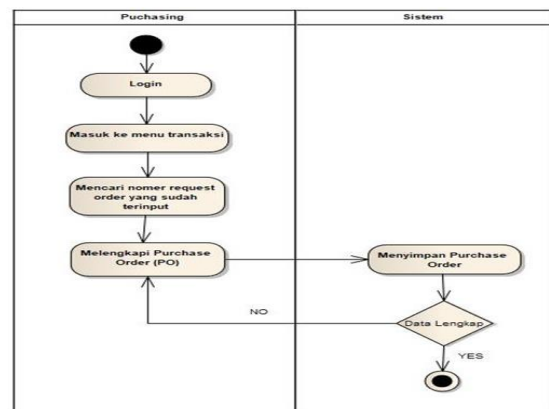 Puchasing
Sistem
Login
Masuk ke menu transaksi
Mencari nomer request
order yang sudah
terinput
Melengkapi Purchase
Order (PO)
Menyimpan Purchase
Order
NO
Data Lengkap
YES